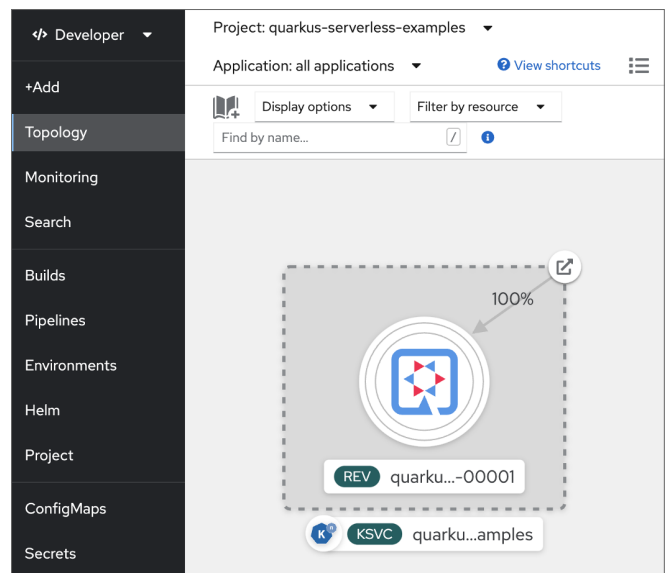 </> Developer
+Add
Topology
Monitoring
Search
Builds
Pipelines
Environments
Helm
Project
ConfigMaps
Secrets
Project: quarkus-serverless-examples
Application: all applications
View shortcuts
Display options
Filter by resource
Find by name...
/
100%
REV quarku...-00001
K
KSVC quarku...amples